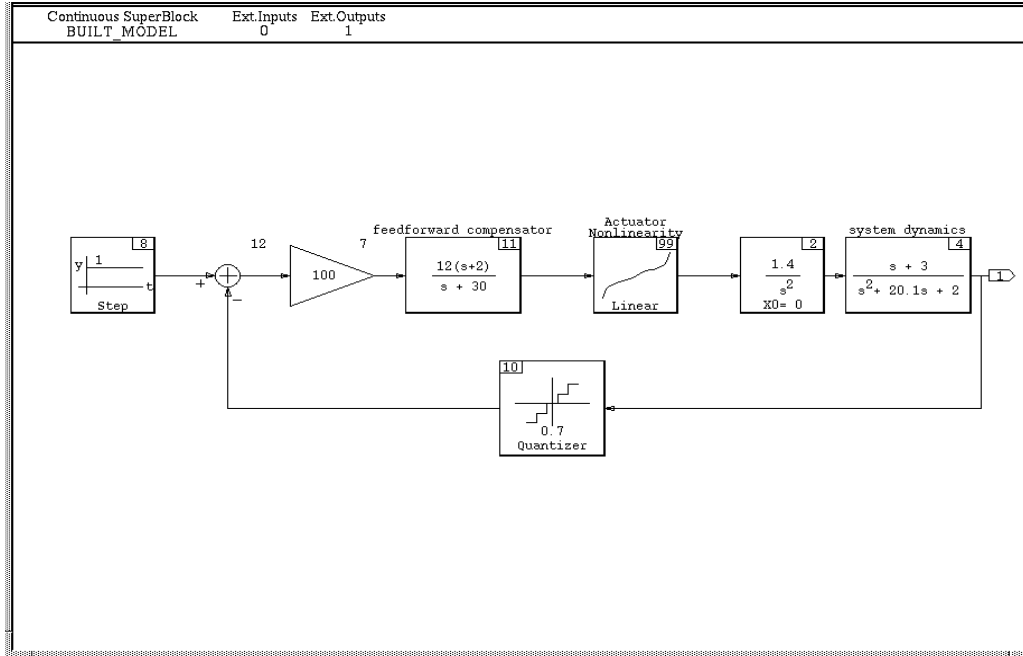 Continuous SuperBlock Ext.Inputs Ext.Outputs
BUILT_MODEL 0 1
feedforward compensator
Actuator
Nonlinearity
system dynamics
8
y 1
t
Step
12
+
−
100
7
11
12(s+2)
s + 30
99
Linear
2
1.4
s2
X0= 0
4
s + 3
s2+ 20.1s + 2
1
10
0.7
Quantizer